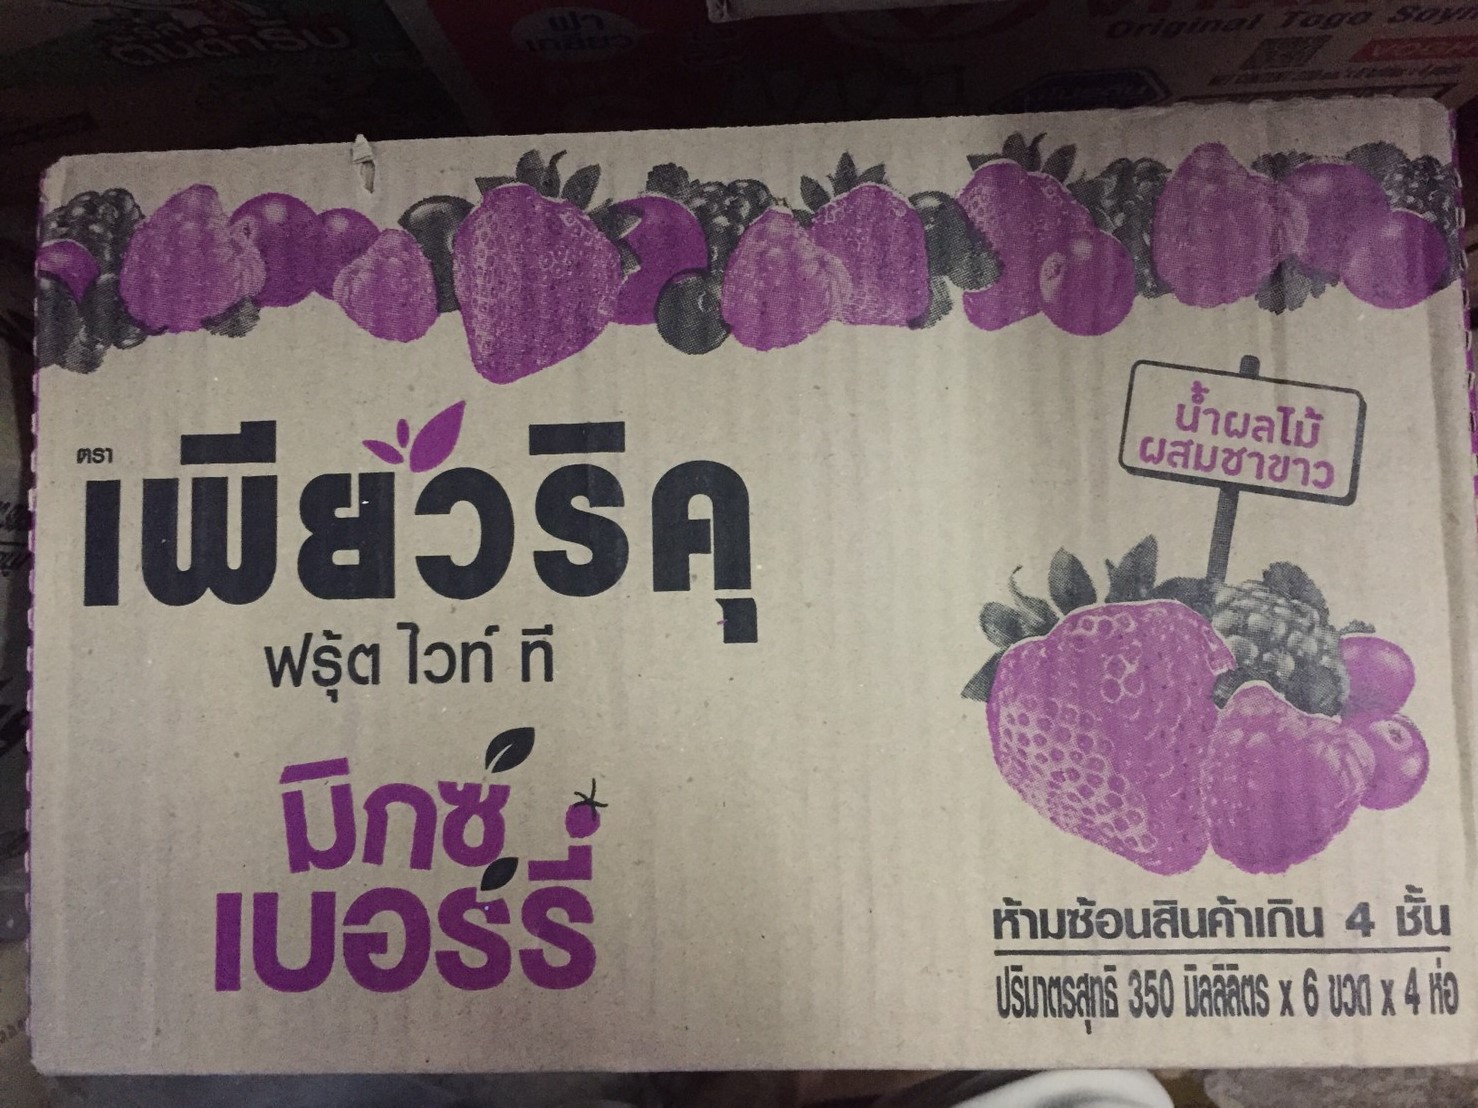 Original Togo Soym
ตรา
เพียวริคุ
ฟรุ้ต ไวท์ ที
มิกซ์
เบอร์รี่
น้ำผลไม้
ผสมชาขาว
ห้ามซ้อนสินค้าเกิน 4 ชั้น
ปริมาตรสุทธิ 350 มิลลิลิตร x 6 ขวด x 4 ห่อ